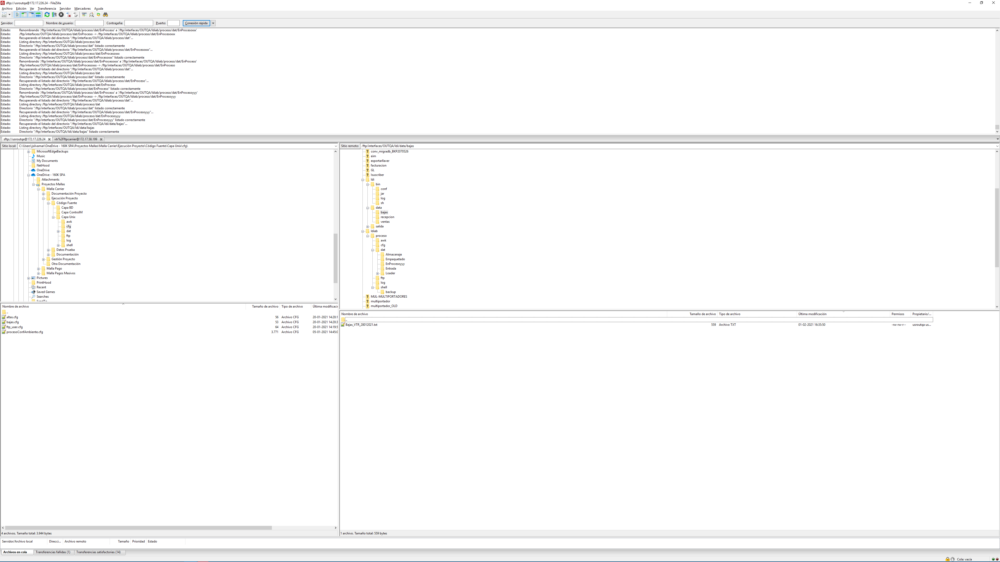 sftp://usroutqa@172.17.226.24 - FileZilla
Archivo Edición Ver Transferencia Servidor Marcadores Ayuda
Servidor: Nombre de usuario: Contraseña: Puerto: Conexión rápida
Estado: Renombrando '/ftp/interfaces/OUTQA/ldiab/proceso/dat/EnProceso' a '/ftp/interfaces/OUTQA/ldiab/proceso/dat/EnProcesoxxx'
Estado: /ftp/interfaces/OUTQA/ldiab/proceso/dat/EnProceso -> /ftp/interfaces/OUTQA/ldiab/proceso/dat/EnProcesoxxx
Estado: Recuperando el listado del directorio "/ftp/interfaces/OUTQA/ldiab/proceso/dat"...
Estado: Listing directory /ftp/interfaces/OUTQA/ldiab/proceso/dat
Estado: Directorio "/ftp/interfaces/OUTQA/ldiab/proceso/dat" listado correctamente
Estado: Recuperando el listado del directorio "/ftp/interfaces/OUTQA/ldiab/proceso/dat/EnProcesoxxx"...
Estado: Listing directory /ftp/interfaces/OUTQA/ldiab/proceso/dat/EnProcesoxxx
Estado: Directorio "/ftp/interfaces/OUTQA/ldiab/proceso/dat/EnProcesoxxx" listado correctamente
Estado: Renombrando '/ftp/interfaces/OUTQA/ldiab/proceso/dat/EnProcesoxxx' a '/ftp/interfaces/OUTQA/ldiab/proceso/dat/EnProceso'
Estado: /ftp/interfaces/OUTQA/ldiab/proceso/dat/EnProcesoxxx -> /ftp/interfaces/OUTQA/ldiab/proceso/dat/EnProceso
Estado: Recuperando el listado del directorio "/ftp/interfaces/OUTQA/ldiab/proceso/dat"...
Estado: Listing directory /ftp/interfaces/OUTQA/ldiab/proceso/dat
Estado: Directorio "/ftp/interfaces/OUTQA/ldiab/proceso/dat" listado correctamente
Estado: Recuperando el listado del directorio "/ftp/interfaces/OUTQA/ldiab/proceso/dat/EnProceso"...
Estado: Listing directory /ftp/interfaces/OUTQA/ldiab/proceso/dat/EnProceso
Estado: Directorio "/ftp/interfaces/OUTQA/ldiab/proceso/dat/EnProceso" listado correctamente
Estado: Renombrando '/ftp/interfaces/OUTQA/ldiab/proceso/dat/EnProceso' a '/ftp/interfaces/OUTQA/ldiab/proceso/dat/EnProcesoyyy'
Estado: /ftp/interfaces/OUTQA/ldiab/proceso/dat/EnProceso -> /ftp/interfaces/OUTQA/ldiab/proceso/dat/EnProcesoyyy
Estado: Recuperando el listado del directorio "/ftp/interfaces/OUTQA/ldiab/proceso/dat"...
Estado: Listing directory /ftp/interfaces/OUTQA/ldiab/proceso/dat
Estado: Directorio "/ftp/interfaces/OUTQA/ldiab/proceso/dat" listado correctamente
Estado: Recuperando el listado del directorio "/ftp/interfaces/OUTQA/ldiab/proceso/dat/EnProcesoyyy"...
Estado: Listing directory /ftp/interfaces/OUTQA/ldiab/proceso/dat/EnProcesoyyy
Estado: Directorio "/ftp/interfaces/OUTQA/ldiab/proceso/dat/EnProcesoyyy" listado correctamente
Estado: Recuperando el listado del directorio "/ftp/interfaces/OUTQA/ldi/data/bajas"...
Estado: Listing directory /ftp/interfaces/OUTQA/ldi/data/bajas
Estado: Directorio "/ftp/interfaces/OUTQA/ldi/data/bajas" listado correctamente
sftp://usroutqa@172.17.226.24 vtr%2Fftpcarrier@172.17.58.199
Sitio local: C:\Users\jsilvamar\OneDrive - 160K SPA\Proyectos Mallas\Malla Carrier\Ejecución Proyecto\Código Fuente\Capa Unix\cfg\
MicrosoftEdgeBackups
Music
My Documents
NetHood
OneDrive
OneDrive - 160K SPA
Attachments
Proyectos Mallas
Malla Carrier
Documentación Proyecto
Ejecución Proyecto
Código Fuente
Capa BD
Capa ControlM
Capa Unix
awk
cfg
dat
ftp
log
shell
Datos Prueba
Documentación
Gestión Proyecto
Otra Documentación
Malla Pago
Malla Pagos Masivos
Pictures
PrintHood
Recent
Saved Games
Searches
SendTo
Nombre de archivo Tamaño de archivo Tipo de archivo Última modificaci
..
altas.cfg 56 Archivo CFG 20-01-2021 14:20:1
bajas.cfg 53 Archivo CFG 20-01-2021 14:20:3
ftp_user.cfg 64 Archivo CFG 20-01-2021 14:19:5
procesoConfAmbiente.cfg 3.771 Archivo CFG 05-01-2021 14:45:0
4 archivos. Tamaño total: 3.944 bytes
Sitio remoto: /ftp/interfaces/OUTQA/ldi/data/bajas
conv_migradb_BKP2070526
eim
exportarllaver
facturacion
GL
lsuscriber
ldi
bin
conf
jar
log
sh
data
bajas
recepcion
ventas
salida
ldiab
proceso
awk
cfg
dat
Almacenaje
Empaquetado
EnProcesoyyy
Entrada
Loader
ftp
log
shell
backup
MUL-MULTIPORTADORES
multiportador
multiportador_OLD
Nombre de archivo Tamaño de archivo Tipo de archivo Última modificación Permisos Propietario/...
..
Bajas_VTR_28012021.txt 559 Archivo TXT 01-02-2021 16:35:50 -rw-rw-r-- usroutqa us...
1 archivo. Tamaño total: 559 bytes
Servidor/Archivo local Direcci... Archivo remoto Tamaño Prioridad Estado
Archivos en cola Transferencias fallidas (1) Transferencias satisfactorias (14)
Cola: vacía